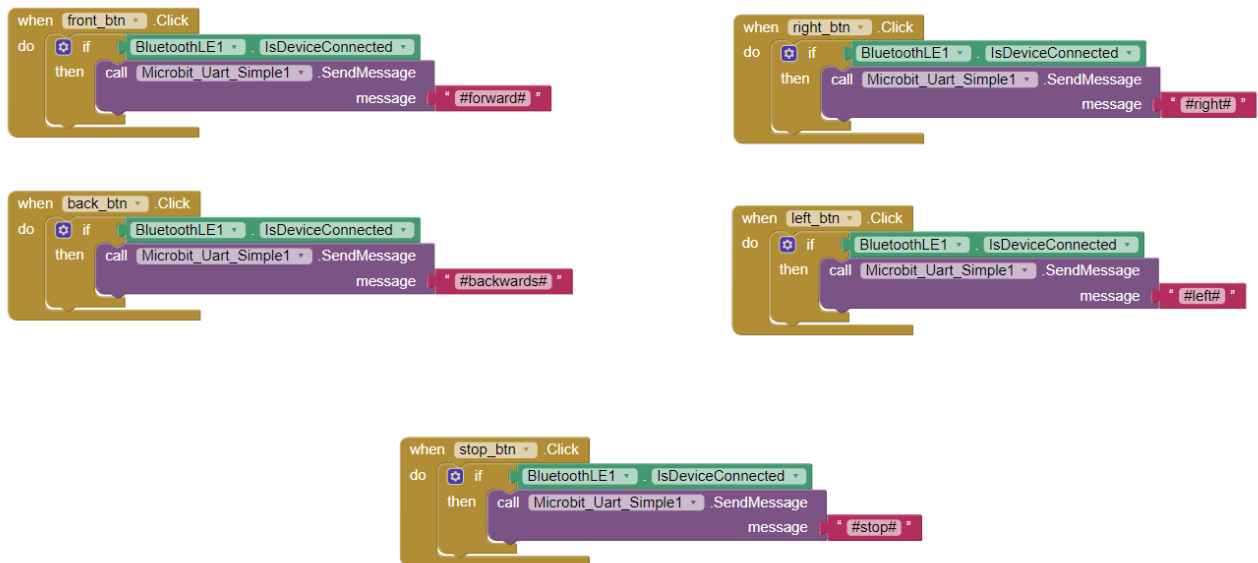 when front_btn .Click
do if BluetoothLE1 . IsDeviceConnected
then call Microbit_Uart_Simple1 .SendMessage
message " #forward# "
when right_btn .Click
do if BluetoothLE1 . IsDeviceConnected
then call Microbit_Uart_Simple1 .SendMessage
message " #right# "
when back_btn .Click
do if BluetoothLE1 . IsDeviceConnected
then call Microbit_Uart_Simple1 .SendMessage
message " #backwards# "
when left_btn .Click
do if BluetoothLE1 . IsDeviceConnected
then call Microbit_Uart_Simple1 .SendMessage
message " #left# "
when stop_btn .Click
do if BluetoothLE1 . IsDeviceConnected
then call Microbit_Uart_Simple1 .SendMessage
message " #stop# "